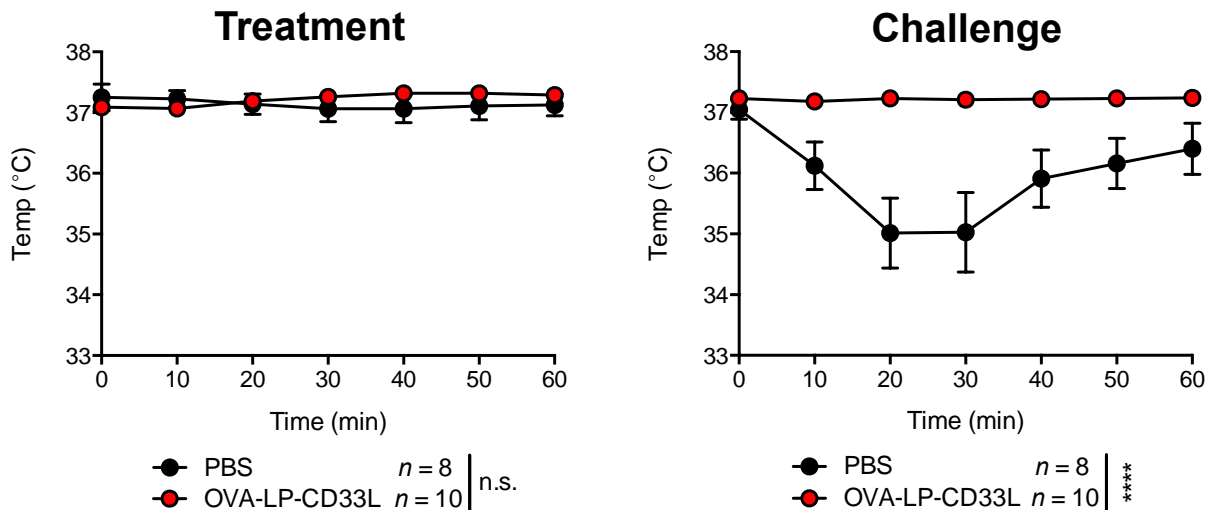 Treatment
38
37
36
35
34
33
Temp (°C)
0 10 20 30 40 50 60
Time (min)
PBS n = 8
OVA-LP-CD33L n = 10
n.s.
Challenge
38
37
36
35
34
33
Temp (°C)
0 10 20 30 40 50 60
Time (min)
PBS n = 8
OVA-LP-CD33L n = 10
****